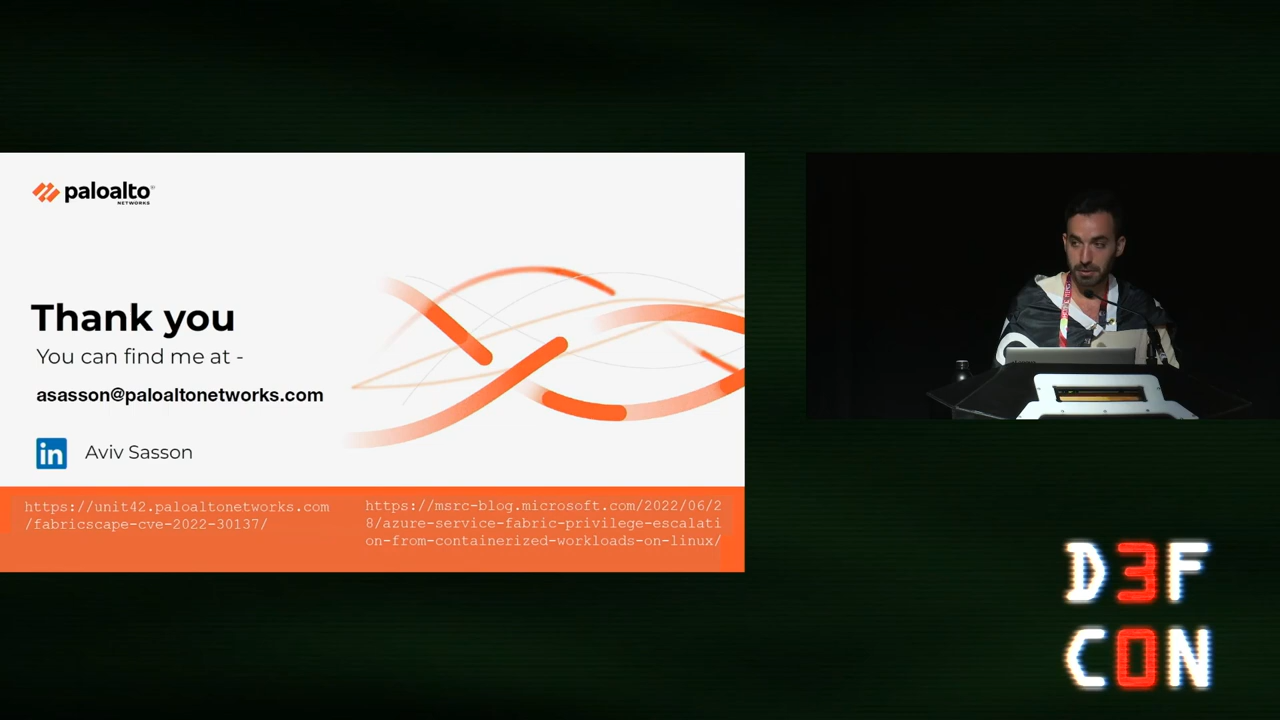 paloalto
NETWORKS
Thank you
You can find me at -
asasson@paloaltonetworks.com
in
Aviv Sasson
https://unit42.paloaltonetworks.com
/fabricscape-cve-2022-30137/
https://msrc-blog.microsoft.com/2022/06/2
8/azure-service-fabric-privilege-escalati
on-from-containerized-workloads-on-linux/
D3F
C0N